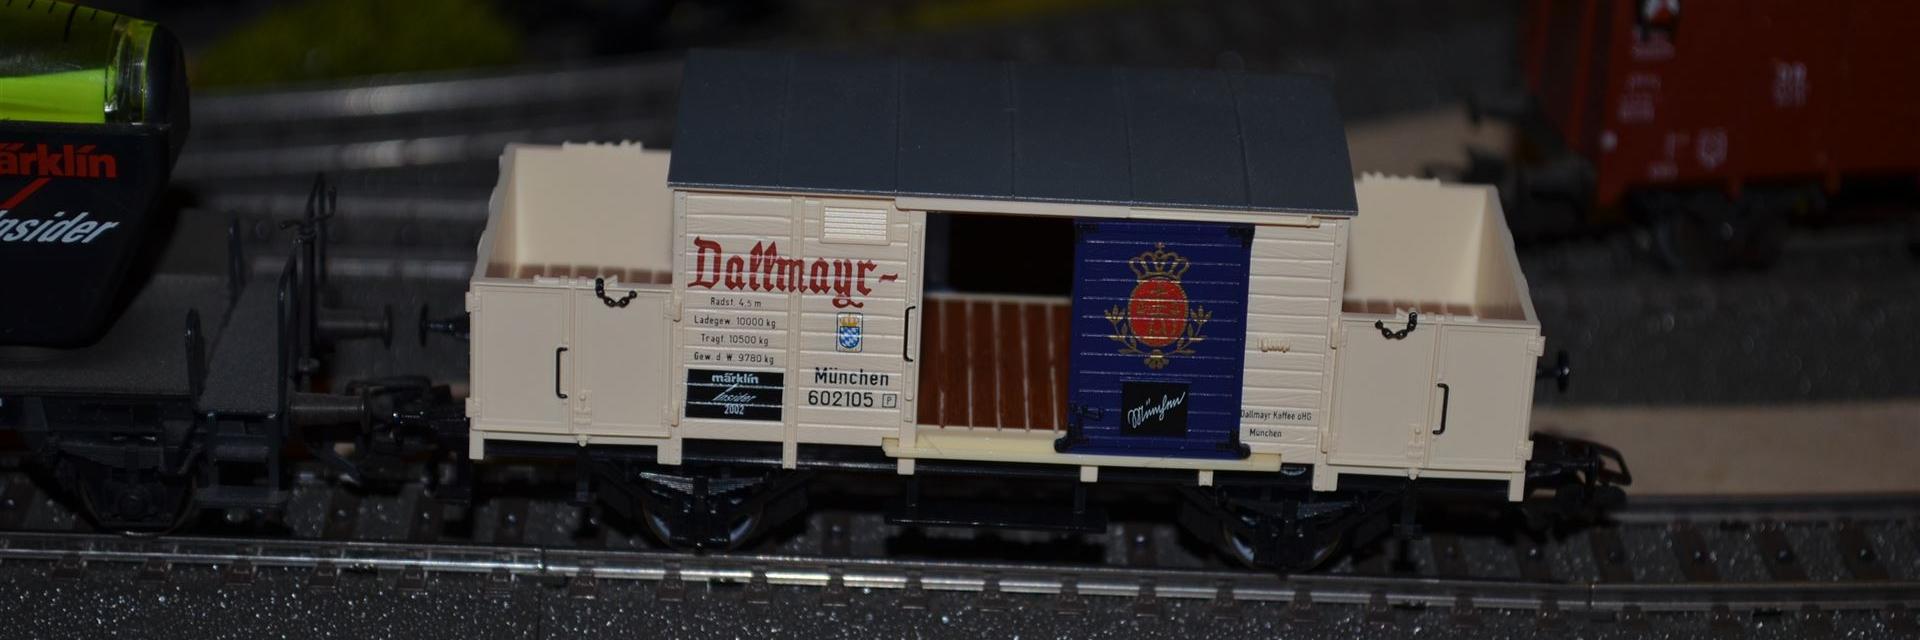 märklin
Insider
Dallmayr-
Radst. 4,5 m
Ladegew. 10000 kg
Tragf. 10500 kg
Gew. d. W. 9780 kg
märklin
Insider
2002
München
602105 P
München
Dallmayr Kaffee oHG
München